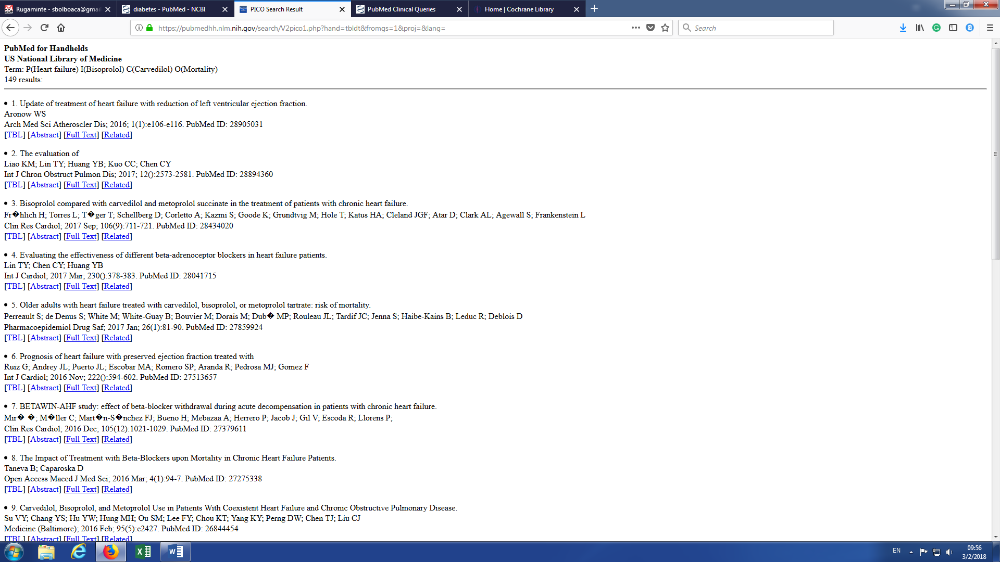 Rugaminte - sbolboaca@gmai
diabetes - PubMed - NCBI
PICO Search Result
PubMed Clinical Queries
Home | Cochrane Library
https://pubmedhh.nlm.nih.gov/search/V2pico1.php?hand=tbldt&fromgs=1&proj=&lang=
Search
PubMed for Handhelds
US National Library of Medicine
Term: P(Heart failure) I(Bisoprolol) C(Carvedilol) O(Mortality)
149 results:
• 1. Update of treatment of heart failure with reduction of left ventricular ejection fraction.
Aronow WS
Arch Med Sci Atheroscler Dis; 2016; 1(1):e106-e116. PubMed ID: 28905031
[TBL] [Abstract] [Full Text] [Related]
• 2. The evaluation of
Liao KM; Lin TY; Huang YB; Kuo CC; Chen CY
Int J Chron Obstruct Pulmon Dis; 2017; 12():2573-2581. PubMed ID: 28894360
[TBL] [Abstract] [Full Text] [Related]
• 3. Bisoprolol compared with carvedilol and metoprolol succinate in the treatment of patients with chronic heart failure.
Fr�hlich H; Torres L; T�ger T; Schellberg D; Corletto A; Kazmi S; Goode K; Grundtvig M; Hole T; Katus HA; Cleland JGF; Atar D; Clark AL; Agewall S; Frankenstein L
Clin Res Cardiol; 2017 Sep; 106(9):711-721. PubMed ID: 28434020
[TBL] [Abstract] [Full Text] [Related]
• 4. Evaluating the effectiveness of different beta-adrenoceptor blockers in heart failure patients.
Lin TY; Chen CY; Huang YB
Int J Cardiol; 2017 Mar; 230():378-383. PubMed ID: 28041715
[TBL] [Abstract] [Full Text] [Related]
• 5. Older adults with heart failure treated with carvedilol, bisoprolol, or metoprolol tartrate: risk of mortality.
Perreault S; de Denus S; White M; White-Guay B; Bouvier M; Dorais M; Dub� MP; Rouleau JL; Tardif JC; Jenna S; Haibe-Kains B; Leduc R; Deblois D
Pharmacoepidemiol Drug Saf; 2017 Jan; 26(1):81-90. PubMed ID: 27859924
[TBL] [Abstract] [Full Text] [Related]
• 6. Prognosis of heart failure with preserved ejection fraction treated with
Ruiz G; Andrey JL; Puerto JL; Escobar MA; Romero SP; Aranda R; Pedrosa MJ; Gomez F
Int J Cardiol; 2016 Nov; 222():594-602. PubMed ID: 27513657
[TBL] [Abstract] [Full Text] [Related]
• 7. BETAWIN-AHF study: effect of beta-blocker withdrawal during acute decompensation in patients with chronic heart failure.
Mir� �; M�ller C; Mart�n-S�nchez FJ; Bueno H; Mebazaa A; Herrero P; Jacob J; Gil V; Escoda R; Llorens P;
Clin Res Cardiol; 2016 Dec; 105(12):1021-1029. PubMed ID: 27379611
[TBL] [Abstract] [Full Text] [Related]
• 8. The Impact of Treatment with Beta-Blockers upon Mortality in Chronic Heart Failure Patients.
Taneva B; Caparoska D
Open Access Maced J Med Sci; 2016 Mar; 4(1):94-7. PubMed ID: 27275338
[TBL] [Abstract] [Full Text] [Related]
• 9. Carvedilol, Bisoprolol, and Metoprolol Use in Patients With Coexistent Heart Failure and Chronic Obstructive Pulmonary Disease.
Su VY; Chang YS; Hu YW; Hung MH; Ou SM; Lee FY; Chou KT; Yang KY; Perng DW; Chen TJ; Liu CJ
Medicine (Baltimore); 2016 Feb; 95(5):e2427. PubMed ID: 26844454
[TBL] [Abstract] [Full Text] [Related]
EN
09:56
3/2/2018